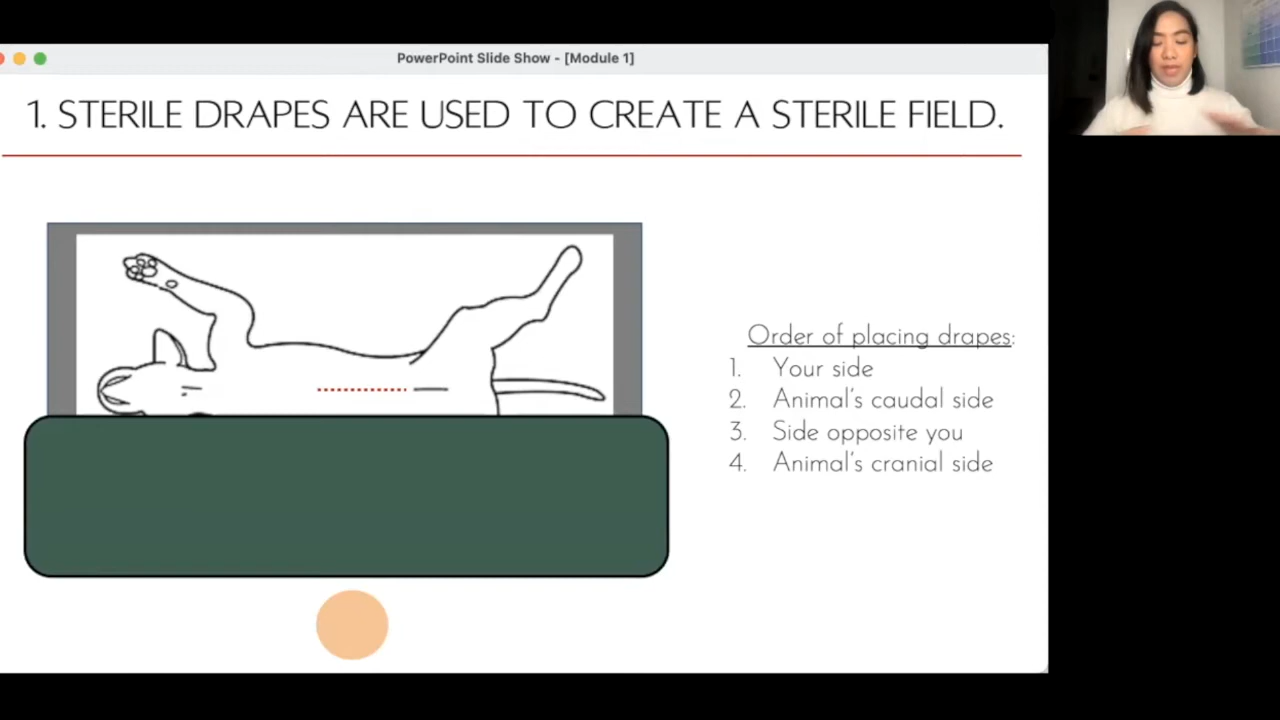 PowerPoint Slide Show - [Module 1]
1. STERILE DRAPES ARE USED TO CREATE A STERILE FIELD.
Order of placing drapes:
1. Your side
2. Animal's caudal side
3. Side opposite you
4. Animal's cranial side